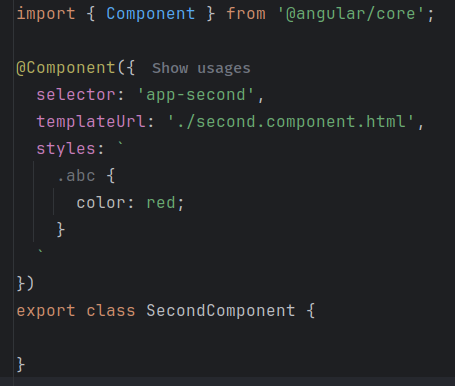 import { Component } from '@angular/core';
@Component({ Show usages
selector: 'app-second',
templateUrl: './second.component.html',
styles: `
.abc {
color: red;
}
`
})
export class SecondComponent {
}